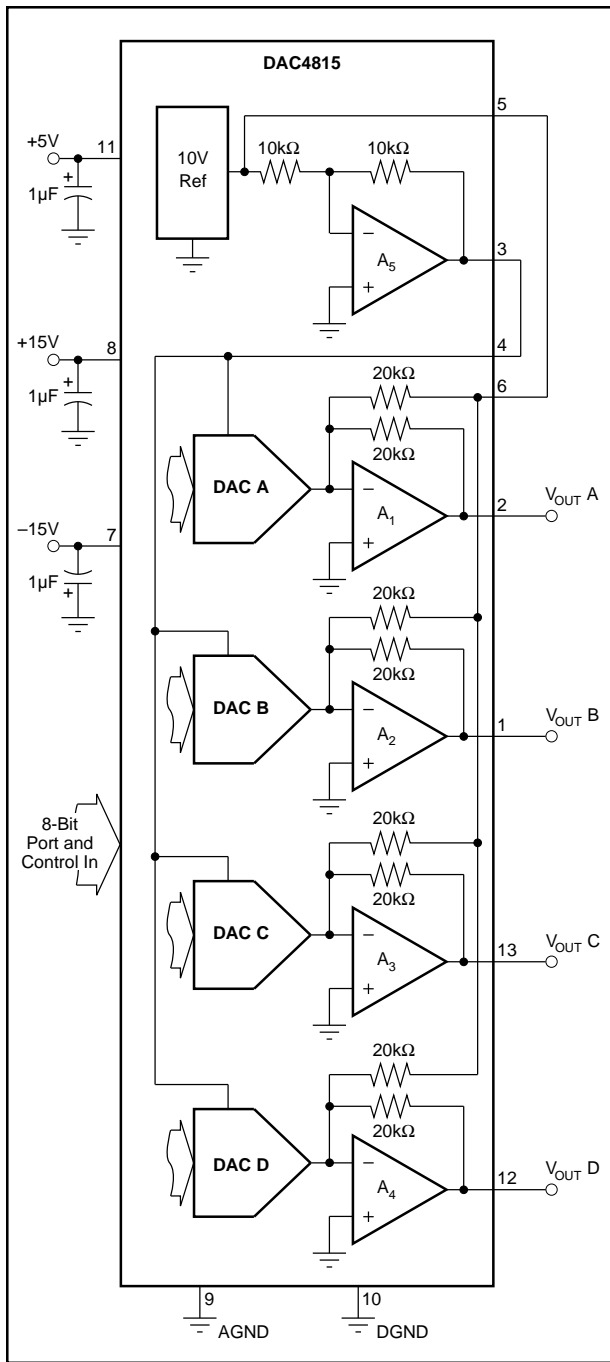 DAC4815
5
+5V
11
10kΩ
10kΩ
10V
Ref
1µF
+
–
A5
+
3
+15V
8
4
1µF
+
20kΩ
6
20kΩ
DAC A
–
A1
+
2
VOUT A
–15V
7
1µF
+
20kΩ
20kΩ
DAC B
–
A2
+
1
VOUT B
8-Bit
Port and
Control In
20kΩ
20kΩ
DAC C
–
A3
+
13
VOUT C
20kΩ
20kΩ
DAC D
–
A4
+
12
VOUT D
9
AGND
10
DGND